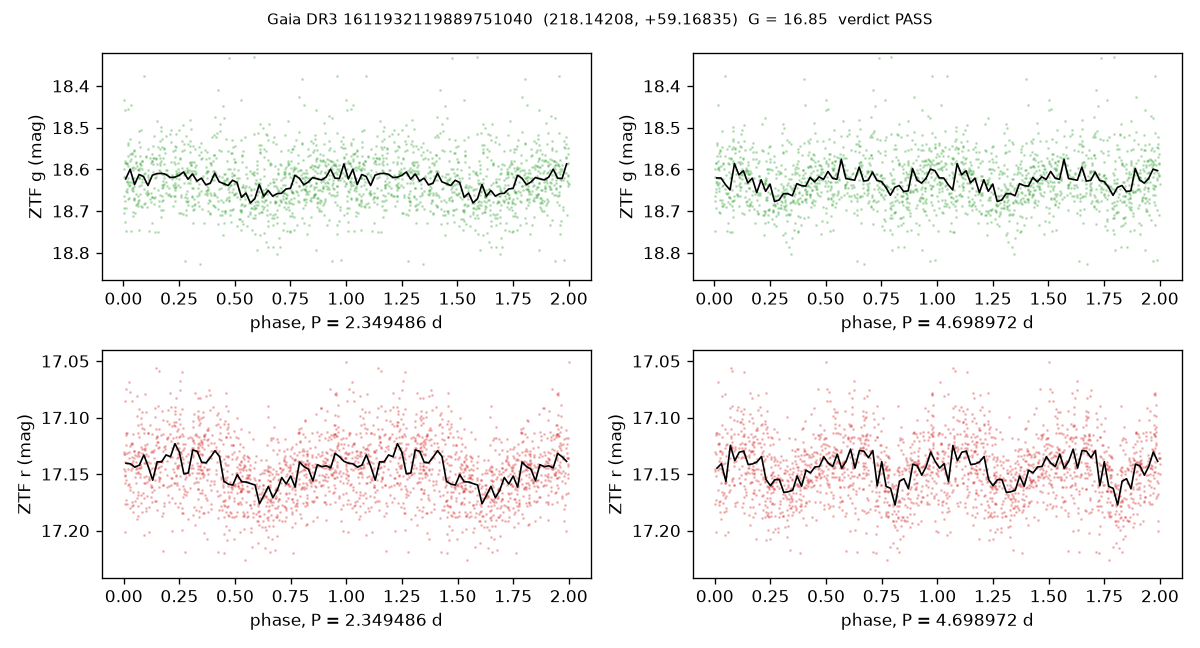 Gaia DR3 1611932119889751040 (218.14208, +59.16835) G = 16.85 verdict PASS
ZTF g (mag)
18.4
18.5
18.6
18.7
18.8
0.00 0.25 0.50 0.75 1.00 1.25 1.50 1.75 2.00
phase, P = 2.349486 d
ZTF g (mag)
18.4
18.5
18.6
18.7
18.8
0.00 0.25 0.50 0.75 1.00 1.25 1.50 1.75 2.00
phase, P = 4.698972 d
ZTF r (mag)
17.05
17.10
17.15
17.20
0.00 0.25 0.50 0.75 1.00 1.25 1.50 1.75 2.00
phase, P = 2.349486 d
ZTF r (mag)
17.05
17.10
17.15
17.20
0.00 0.25 0.50 0.75 1.00 1.25 1.50 1.75 2.00
phase, P = 4.698972 d